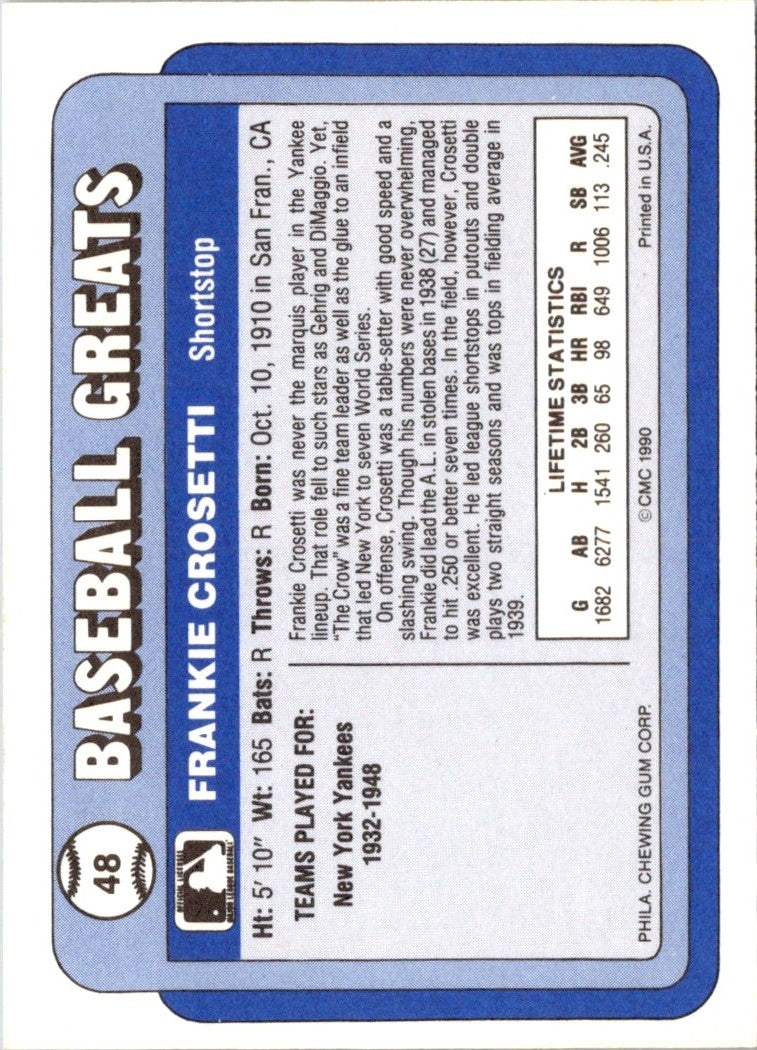 48
BASEBALL GREATS
OFFICIAL LICENSEE
MAJOR LEAGUE BASEBALL
FRANKIE CROSETTI Shortstop
Ht: 5' 10" Wt: 165 Bats: R Throws: R Born: Oct. 10, 1910 in San Fran., CA
TEAMS PLAYED FOR:
New York Yankees
1932-1948
Frankie Crosetti was never the marquis player in the Yankee
lineup. That role fell to such stars as Gehrig and DiMaggio. Yet,
"The Crow" was a fine team leader as well as the glue to an infield
that led New York to seven World Series.
On offense, Crosetti was a table-setter with good speed and a
slashing swing. Though his numbers were never overwhelming,
Frankie did lead the A.L. in stolen bases in 1938 (27) and managed
to hit .250 or better seven times. In the field, however, Crosetti
was excellent. He led league shortstops in putouts and double
plays two straight seasons and was tops in fielding average in
1939.
LIFETIME STATISTICS
G AB H 2B 3B HR RBI R SB AVG
1682 6277 1541 260 65 98 649 1006 113 .245
PHILA. CHEWING GUM CORP. © CMC 1990 Printed in U.S.A.